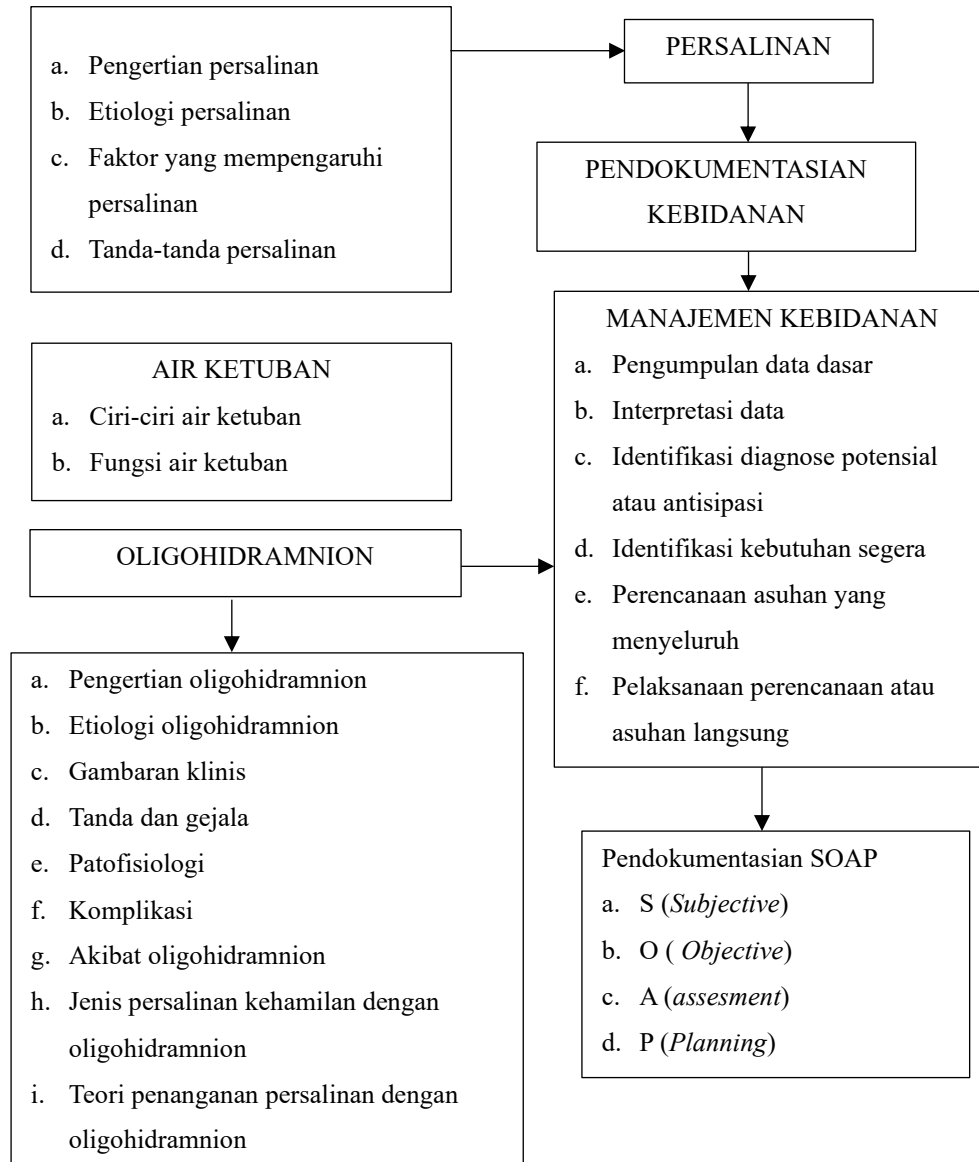 a. Pengertian persalinan
b. Etiologi persalinan
c. Faktor yang mempengaruhi
persalinan
d. Tanda-tanda persalinan
PERSALINAN
PENDOKUMENTASIAN
KEBIDANAN
AIR KETUBAN
a. Ciri-ciri air ketuban
b. Fungsi air ketuban
MANAJEMEN KEBIDANAN
a. Pengumpulan data dasar
b. Interpretasi data
c. Identifikasi diagnose potensial
atau antisipasi
d. Identifikasi kebutuhan segera
e. Perencanaan asuhan yang
menyeluruh
f. Pelaksanaan perencanaan atau
asuhan langsung
OLIGOHIDRAMNION
a. Pengertian oligohidramnion
b. Etiologi oligohidramnion
c. Gambaran klinis
d. Tanda dan gejala
e. Patofisiologi
f. Komplikasi
g. Akibat oligohidramnion
h. Jenis persalinan kehamilan dengan
oligohidramnion
i. Teori penanganan persalinan dengan
oligohidramnion
Pendokumentasian SOAP
a. S (Subjective)
b. O ( Objective)
c. A (assesment)
d. P (Planning)